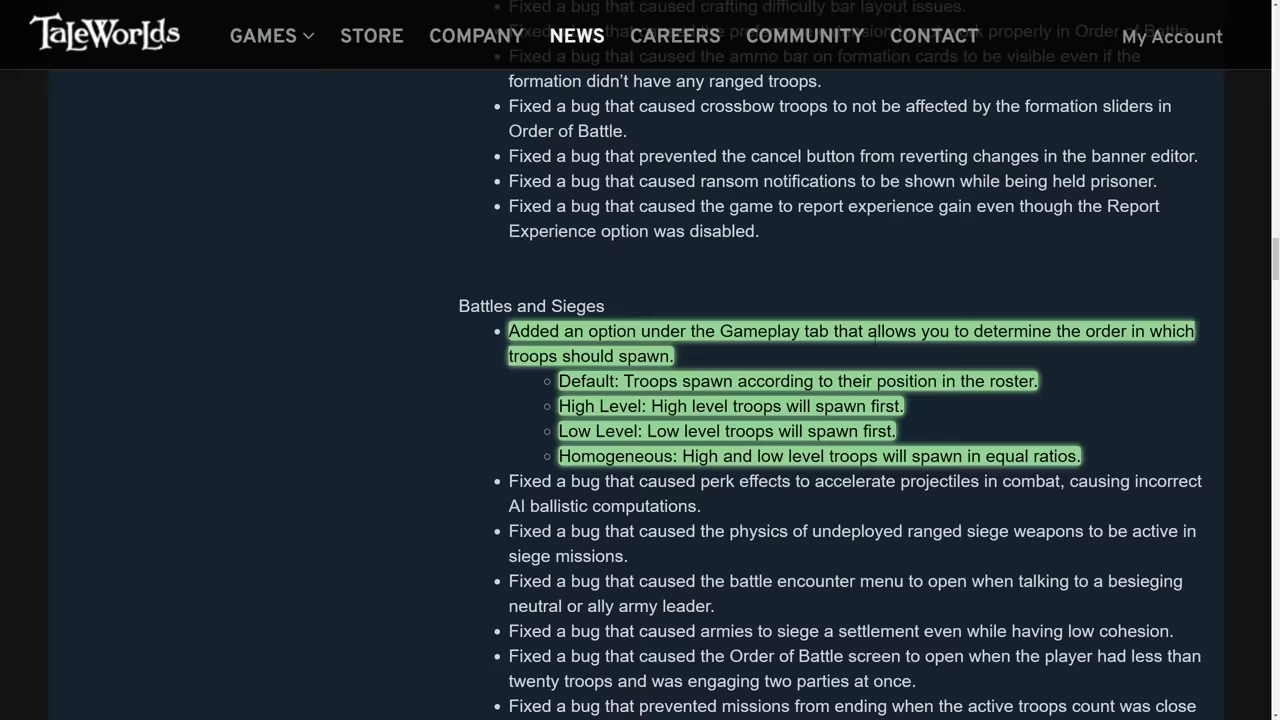 TaleWorlds
GAMES STORE COMPANY NEWS CAREERS COMMUNITY CONTACT My Account
Fixed a bug that caused crafting difficulty bar layout issues.
properly in Order of Battle.
the ammo bar on formation cards to be visible even if the
formation didn’t have any ranged troops.
Fixed a bug that caused crossbow troops to not be affected by the formation sliders in
Order of Battle.
Fixed a bug that prevented the cancel button from reverting changes in the banner editor.
Fixed a bug that caused ransom notifications to be shown while being held prisoner.
Fixed a bug that caused the game to report experience gain even though the Report
Experience option was disabled.
Battles and Sieges
Added an option under the Gameplay tab that allows you to determine the order in which
troops should spawn.
Default: Troops spawn according to their position in the roster.
High Level: High level troops will spawn first.
Low Level: Low level troops will spawn first.
Homogeneous: High and low level troops will spawn in equal ratios.
Fixed a bug that caused perk effects to accelerate projectiles in combat, causing incorrect
AI ballistic computations.
Fixed a bug that caused the physics of undeployed ranged siege weapons to be active in
siege missions.
Fixed a bug that caused the battle encounter menu to open when talking to a besieging
neutral or ally army leader.
Fixed a bug that caused armies to siege a settlement even while having low cohesion.
Fixed a bug that caused the Order of Battle screen to open when the player had less than
twenty troops and was engaging two parties at once.
Fixed a bug that prevented missions from ending when the active troops count was close